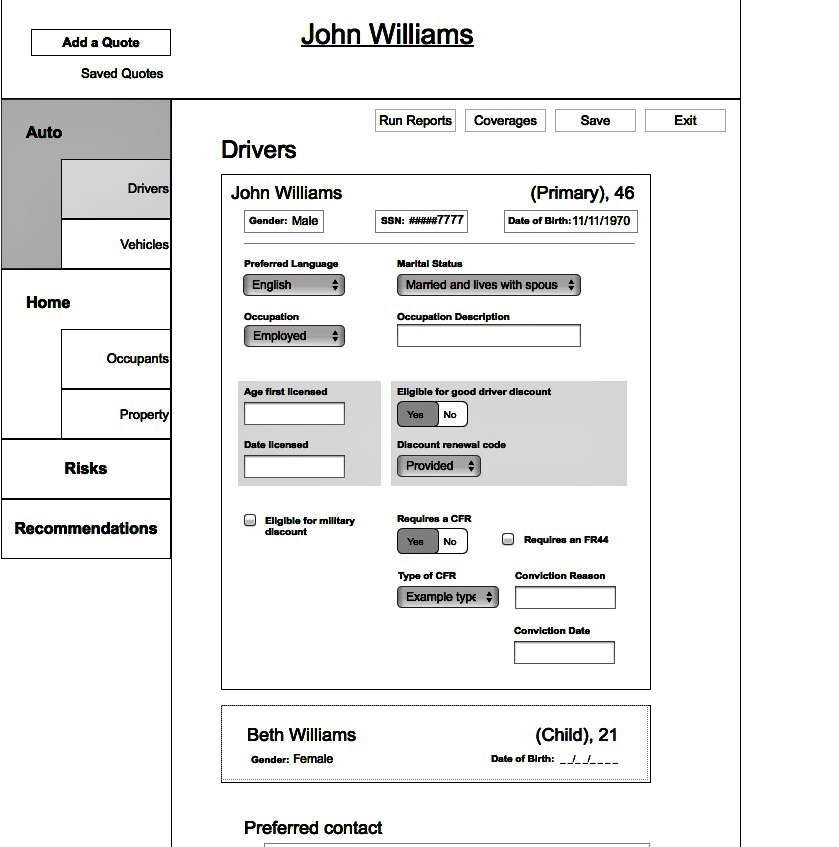 John Williams
Add a Quote
Saved Quotes
Run Reports Coverages Save Exit
Auto
Drivers
Vehicles
Home
Occupants
Property
Risks
Recommendations
Drivers
John Williams (Primary), 46
Gender: Male SSN: #####7777 Date of Birth: 11/11/1970
Preferred Language Marital Status
English Married and lives with spous
Occupation Occupation Description
Employed
Age first licensed Eligible for good driver discount
Yes No
Date licensed Discount renewal code
Provided
Eligible for military
discount
Requires a CFR
Yes No Requires an FR44
Type of CFR Conviction Reason
Example type
Conviction Date
Beth Williams (Child), 21
Gender: Female Date of Birth: _ _/_ _/_ _ _ _
Preferred contact